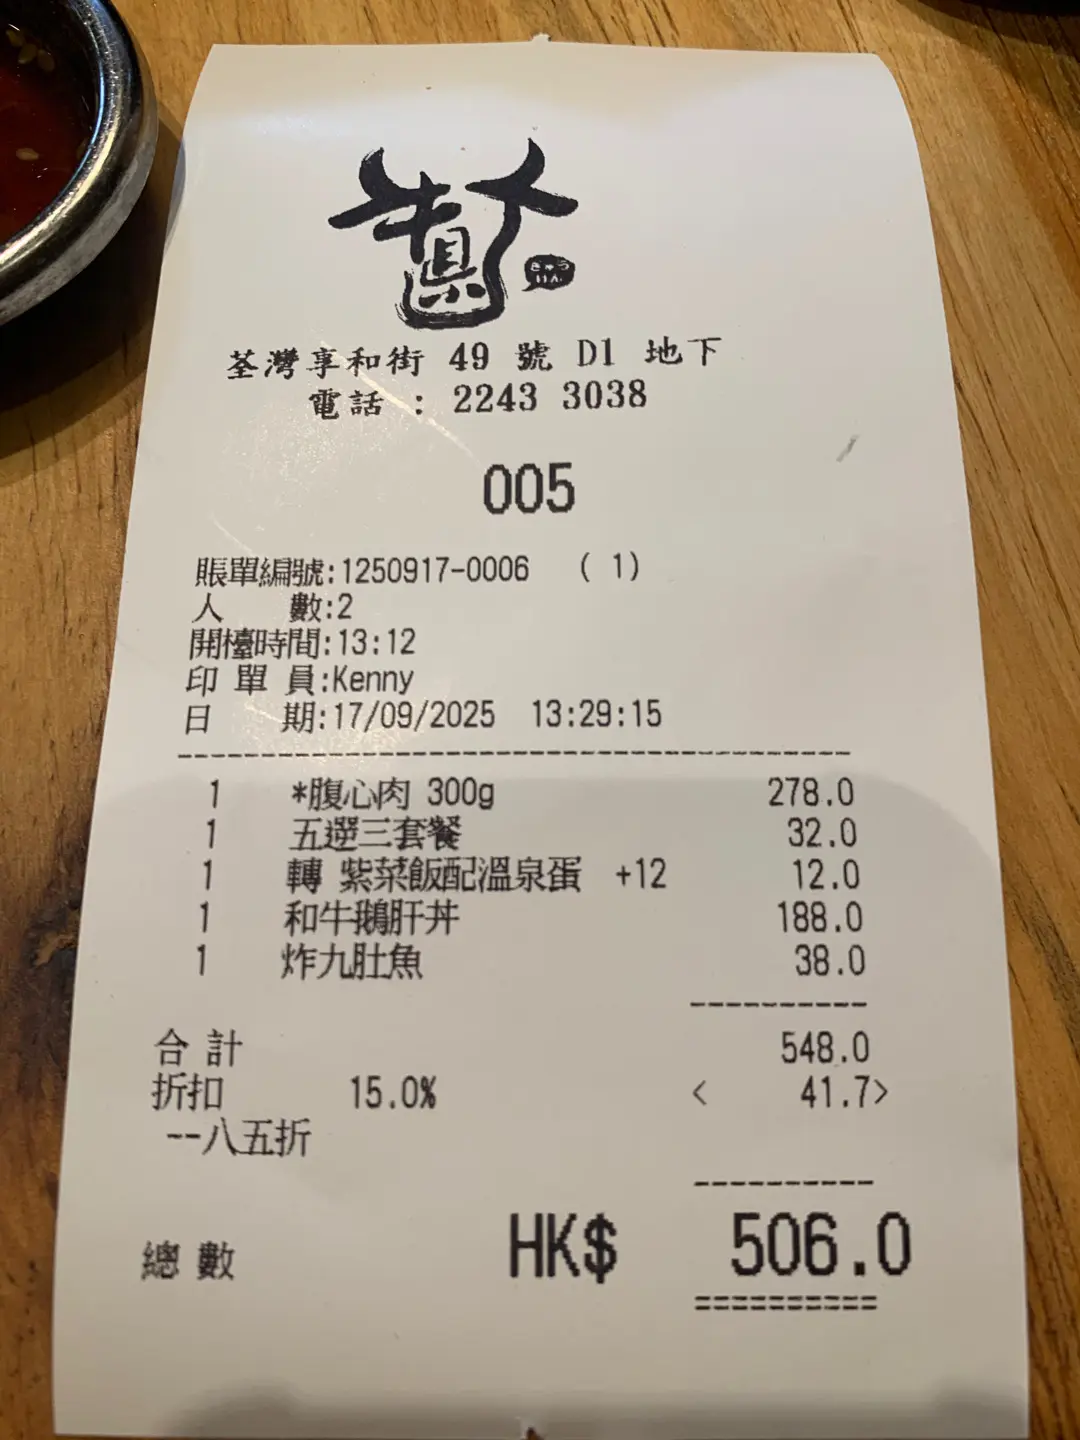 牛縣
荃灣享和街 49 號 D1 地下
電話 : 2243 3038
005
賬單編號:1250917-0006 ( 1)
人 數:2
開檯時間:13:12
印 單 員:Kenny
日 期:17/09/2025 13:29:15
1 *腹心肉 300g 278.0
1 五選三套餐 32.0
1 轉 紫菜飯配溫泉蛋 +12 12.0
1 和牛鵝肝丼 188.0
1 炸九肚魚 38.0
合 計 548.0
折扣 15.0% < 41.7>
--八五折
總 數 HK$ 506.0